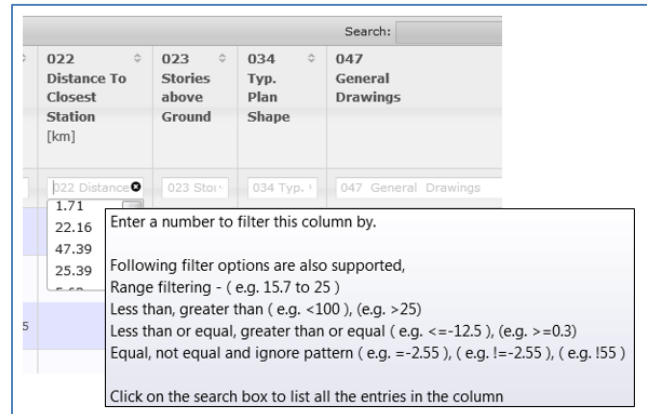 Search:
022
Distance To
Closest
Station
[km]
023
Stories
above
Ground
034
Typ.
Plan
Shape
047
General
Drawings
022 Distance
023 Stor
034 Typ.
047 General Drawings
1.71
22.16
47.39
25.39
5
Enter a number to filter this column by.
Following filter options are also supported,
Range filtering - ( e.g. 15.7 to 25 )
Less than, greater than ( e.g. <100 ), (e.g. >25)
Less than or equal, greater than or equal ( e.g. <=-12.5 ), (e.g. >=0.3)
Equal, not equal and ignore pattern ( e.g. =-2.55 ), ( e.g. !=-2.55 ), ( e.g. !55 )
Click on the search box to list all the entries in the column